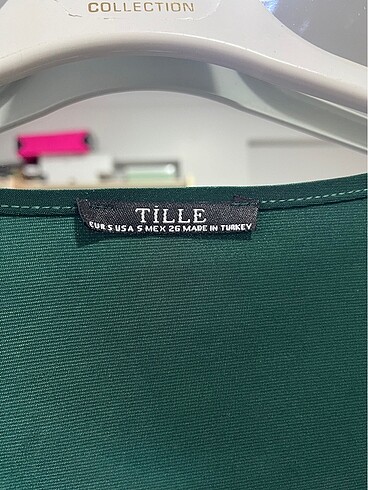 COLLECTION
TİLLE
EUR S USA S MEX 26 MADE IN TURKEY